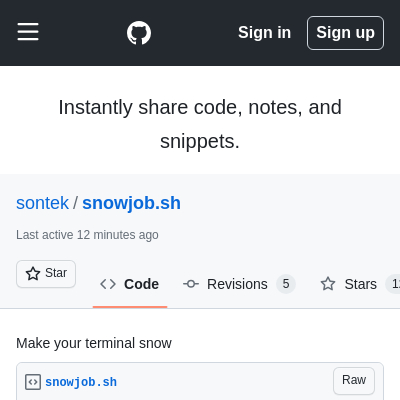 Sign in
Sign up
Instantly share code, notes, and
snippets.
sontek / snowjob.sh
Last active 12 minutes ago
Star
Code
Revisions 5
Stars
Make your terminal snow
snowjob.sh
Raw